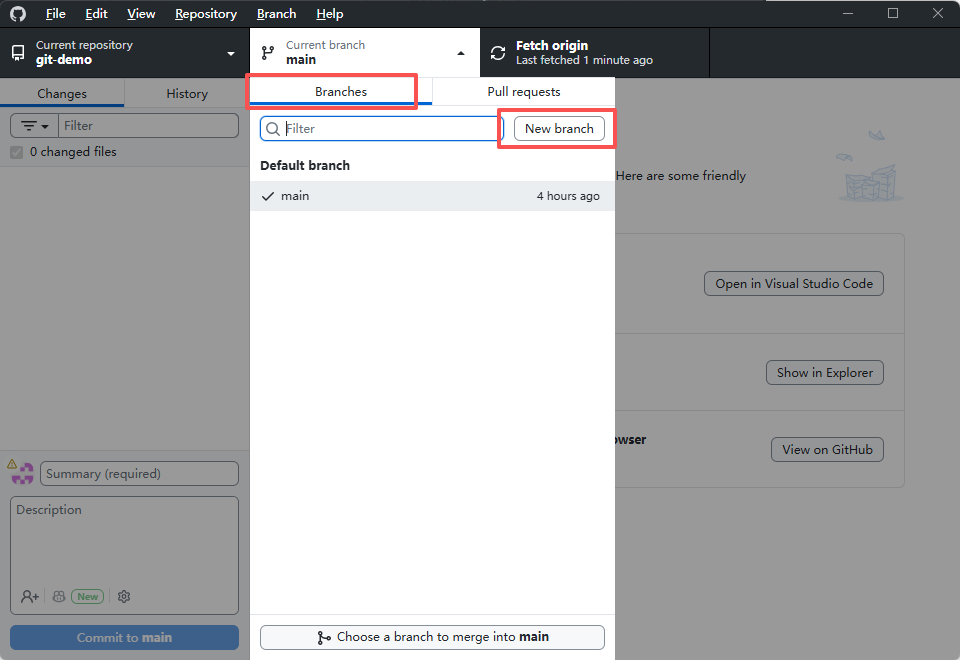 File Edit View Repository Branch Help
Current repository
git-demo
Current branch
main
Fetch origin
Last fetched 1 minute ago
Changes
History
Branches
Pull requests
Filter
0 changed files
Filter
New branch
Default branch
main
4 hours ago
Here are some friendly
Open in Visual Studio Code
Show in Explorer
owser
View on GitHub
Summary (required)
Description
New
Commit to main
Choose a branch to merge into main